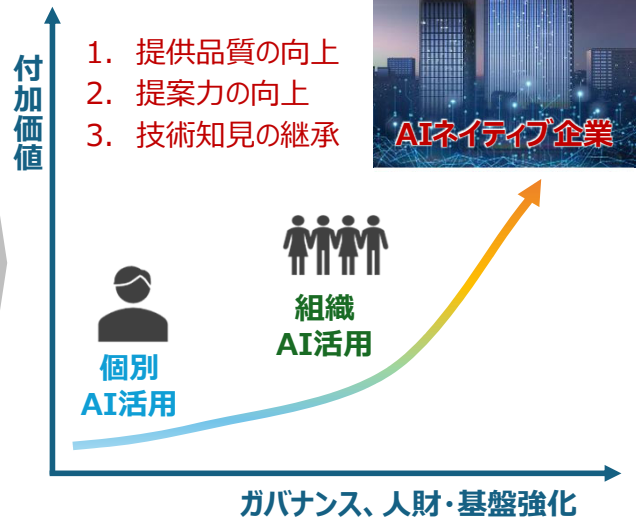 付加価値
1. 提供品質の向上
2. 提案力の向上
3. 技術知見の継承
AIネイティブ企業
組織
AI活用
個別
AI活用
ガバナンス、人財・基盤強化